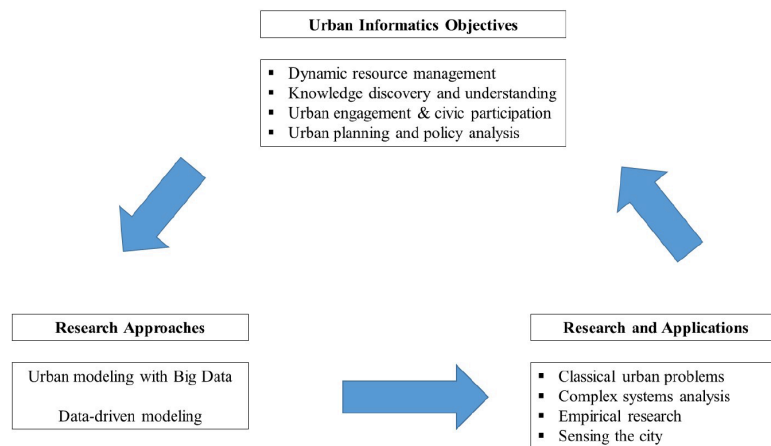 Urban Informatics Objectives
▪ Dynamic resource management
▪ Knowledge discovery and understanding
▪ Urban engagement & civic participation
▪ Urban planning and policy analysis
Research Approaches
Urban modeling with Big Data
Data-driven modeling
Research and Applications
▪ Classical urban problems
▪ Complex systems analysis
▪ Empirical research
▪ Sensing the city